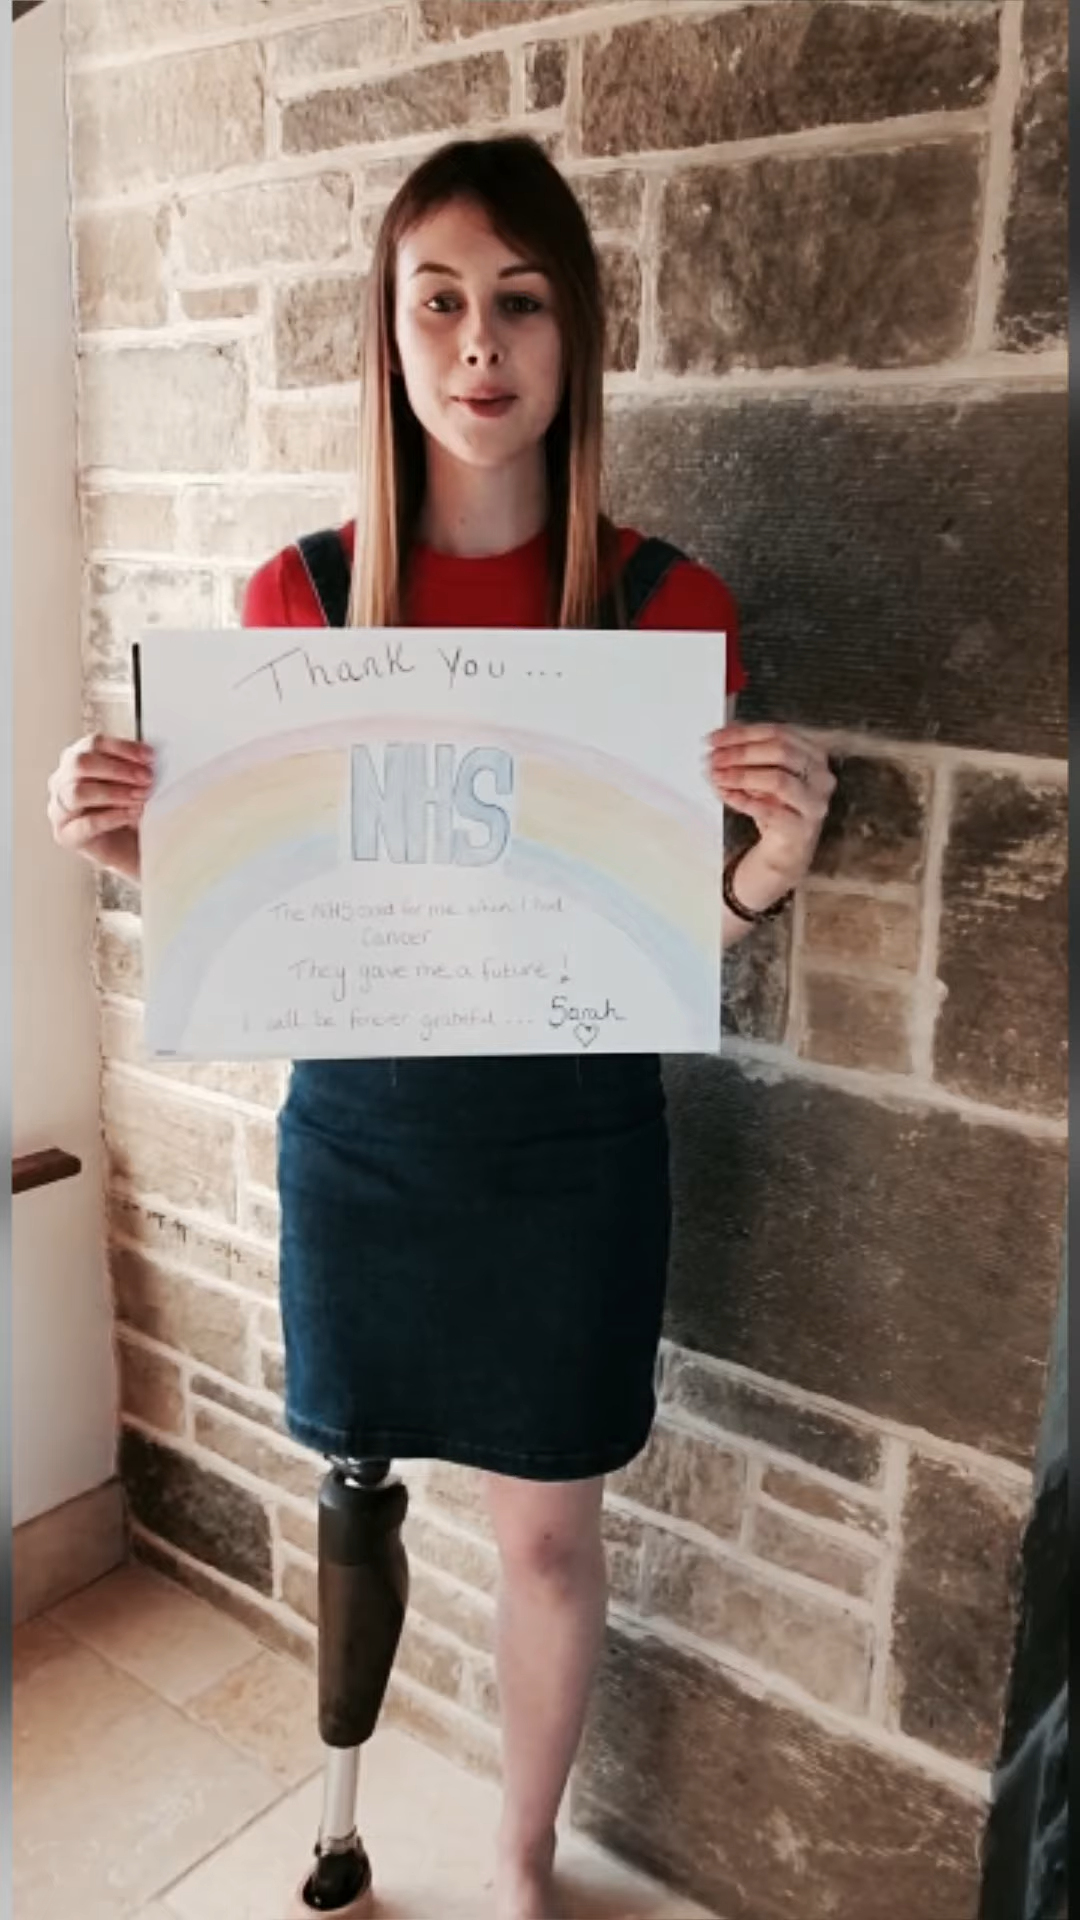 Thank You ...
NHS
The NHS cared for me when I had
Cancer
They gave me a future!
I will be forever grateful ... Sarah